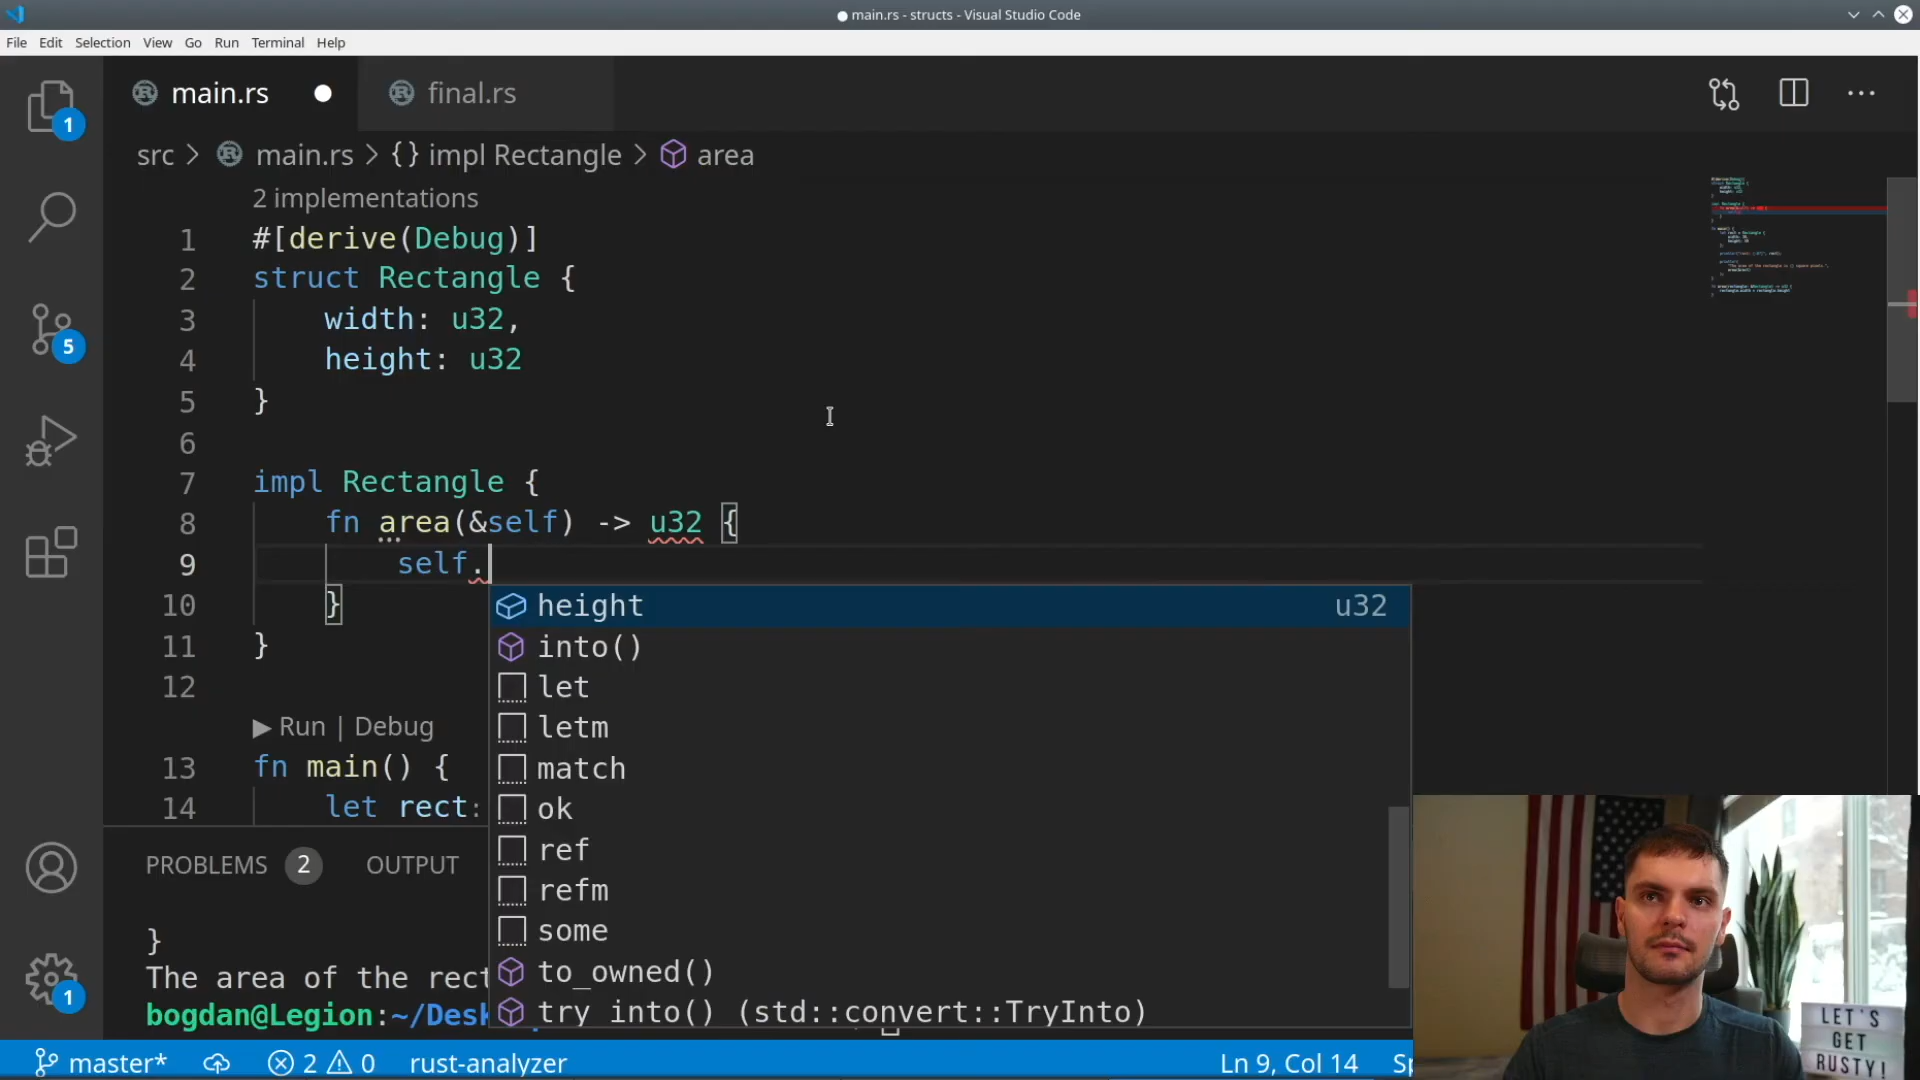 main.rs - structs - Visual Studio Code
File Edit Selection View Go Run Terminal Help
main.rs final.rs
1
src > main.rs > {} impl Rectangle > area
2 implementations
1 #[derive(Debug)]
2 struct Rectangle {
3 width: u32,
4 height: u32
5 }
6
7 impl Rectangle {
8 fn area(&self) -> u32 {
9 self.
10 }
11 }
12
▶ Run | Debug
13 fn main() {
14 let rect:
5
height u32
into()
let
letm
match
ok
ref
refm
some
to_owned()
try_into() (std::convert::TryInto)
PROBLEMS 2 OUTPUT
}
The area of the rect
bogdan@Legion:~/Desk
1
master* 2 0 rust-analyzer Ln 9, Col 14
LET'S
GET
RUSTY!